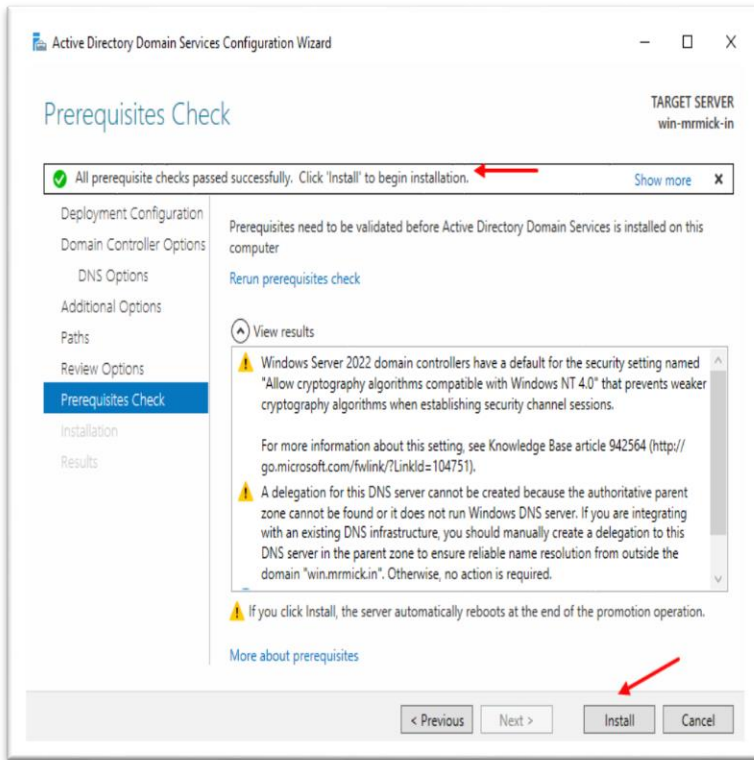 Active Directory Domain Services Configuration Wizard
Prerequisites Check
TARGET SERVER
win-mrmick-in
All prerequisite checks passed successfully. Click 'Install' to begin installation.
Show more
Deployment Configuration
Domain Controller Options
DNS Options
Additional Options
Paths
Review Options
Prerequisites Check
Installation
Results
Prerequisites need to be validated before Active Directory Domain Services is installed on this
computer
Rerun prerequisites check
View results
Windows Server 2022 domain controllers have a default for the security setting named
"Allow cryptography algorithms compatible with Windows NT 4.0" that prevents weaker
cryptography algorithms when establishing security channel sessions.
For more information about this setting, see Knowledge Base article 942564 (http://
go.microsoft.com/fwlink/?LinkId=104751).
A delegation for this DNS server cannot be created because the authoritative parent
zone cannot be found or it does not run Windows DNS server. If you are integrating
with an existing DNS infrastructure, you should manually create a delegation to this
DNS server in the parent zone to ensure reliable name resolution from outside the
domain "win.mrmick.in". Otherwise, no action is required.
If you click Install, the server automatically reboots at the end of the promotion operation.
More about prerequisites
< Previous
Next >
Install
Cancel